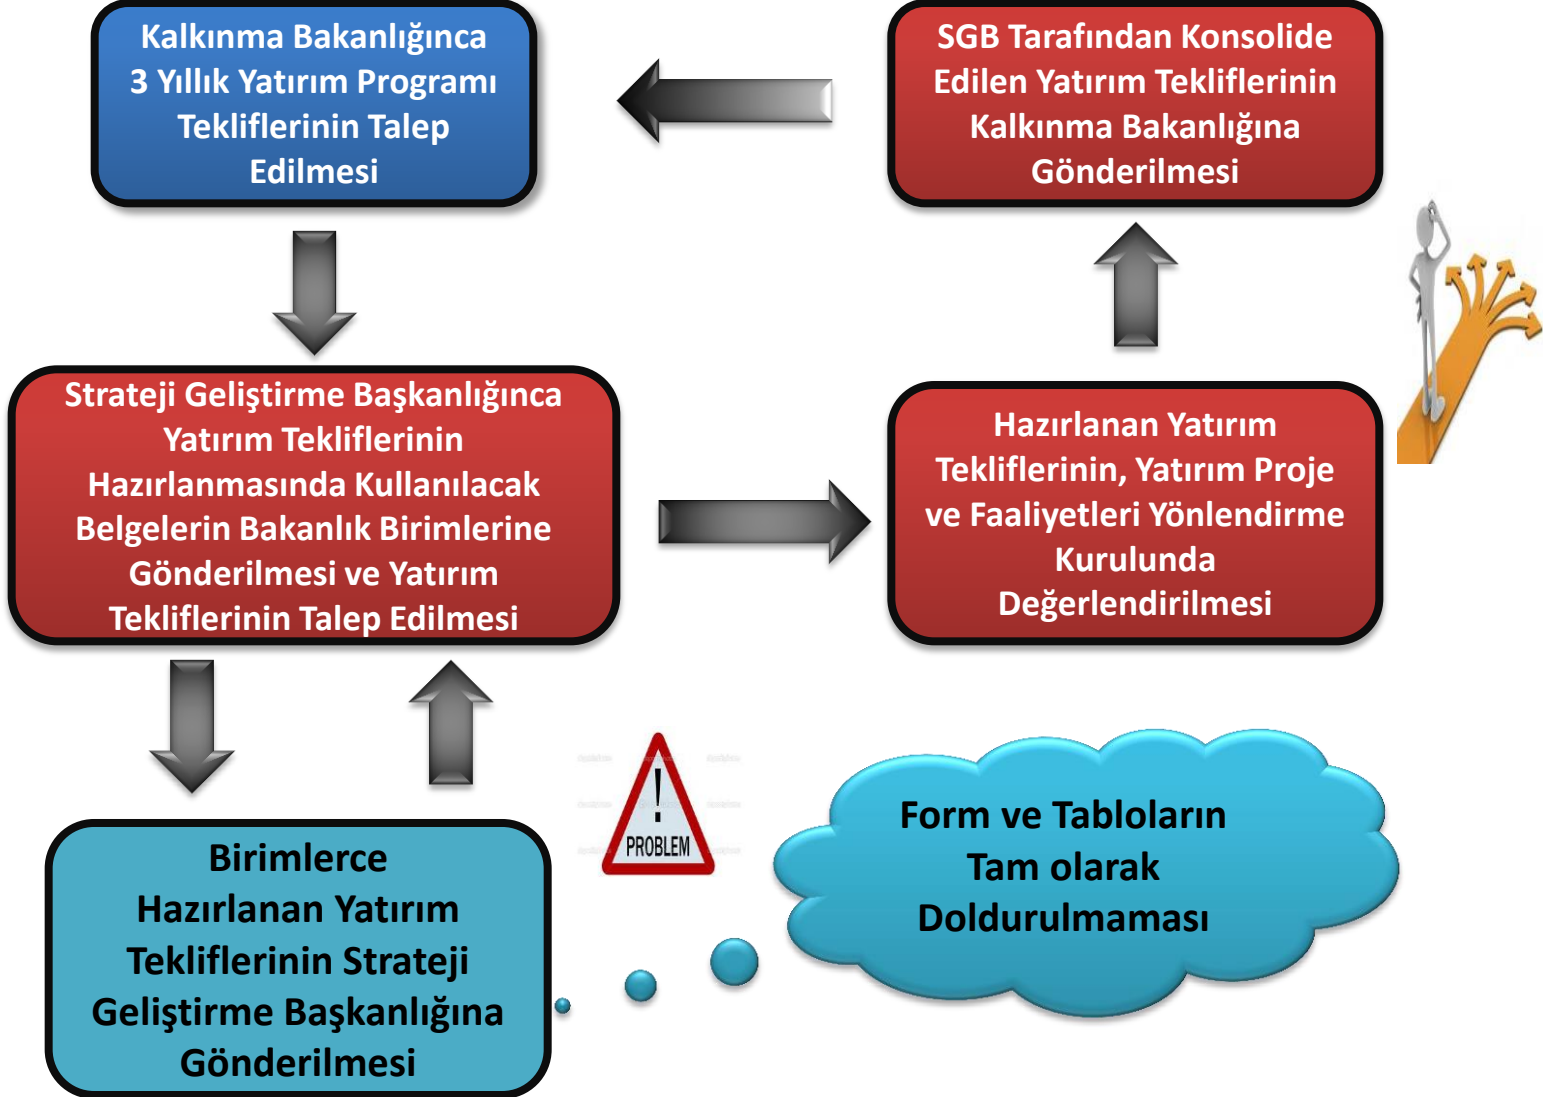 Kalkınma Bakanlığınca
3 Yıllık Yatırım Programı
Tekliflerinin Talep
Edilmesi
SGB Tarafından Konsolide
Edilen Yatırım Tekliflerinin
Kalkınma Bakanlığına
Gönderilmesi
Strateji Geliştirme Başkanlığınca
Yatırım Tekliflerinin
Hazırlanmasında Kullanılacak
Belgelerin Bakanlık Birimlerine
Gönderilmesi ve Yatırım
Tekliflerinin Talep Edilmesi
Hazırlanan Yatırım
Tekliflerinin, Yatırım Proje
ve Faaliyetleri Yönlendirme
Kurulunda
Değerlendirilmesi
!
PROBLEM
Form ve Tabloların
Tam olarak
Doldurulmaması
Birimlerce
Hazırlanan Yatırım
Tekliflerinin Strateji
Geliştirme Başkanlığına
Gönderilmesi